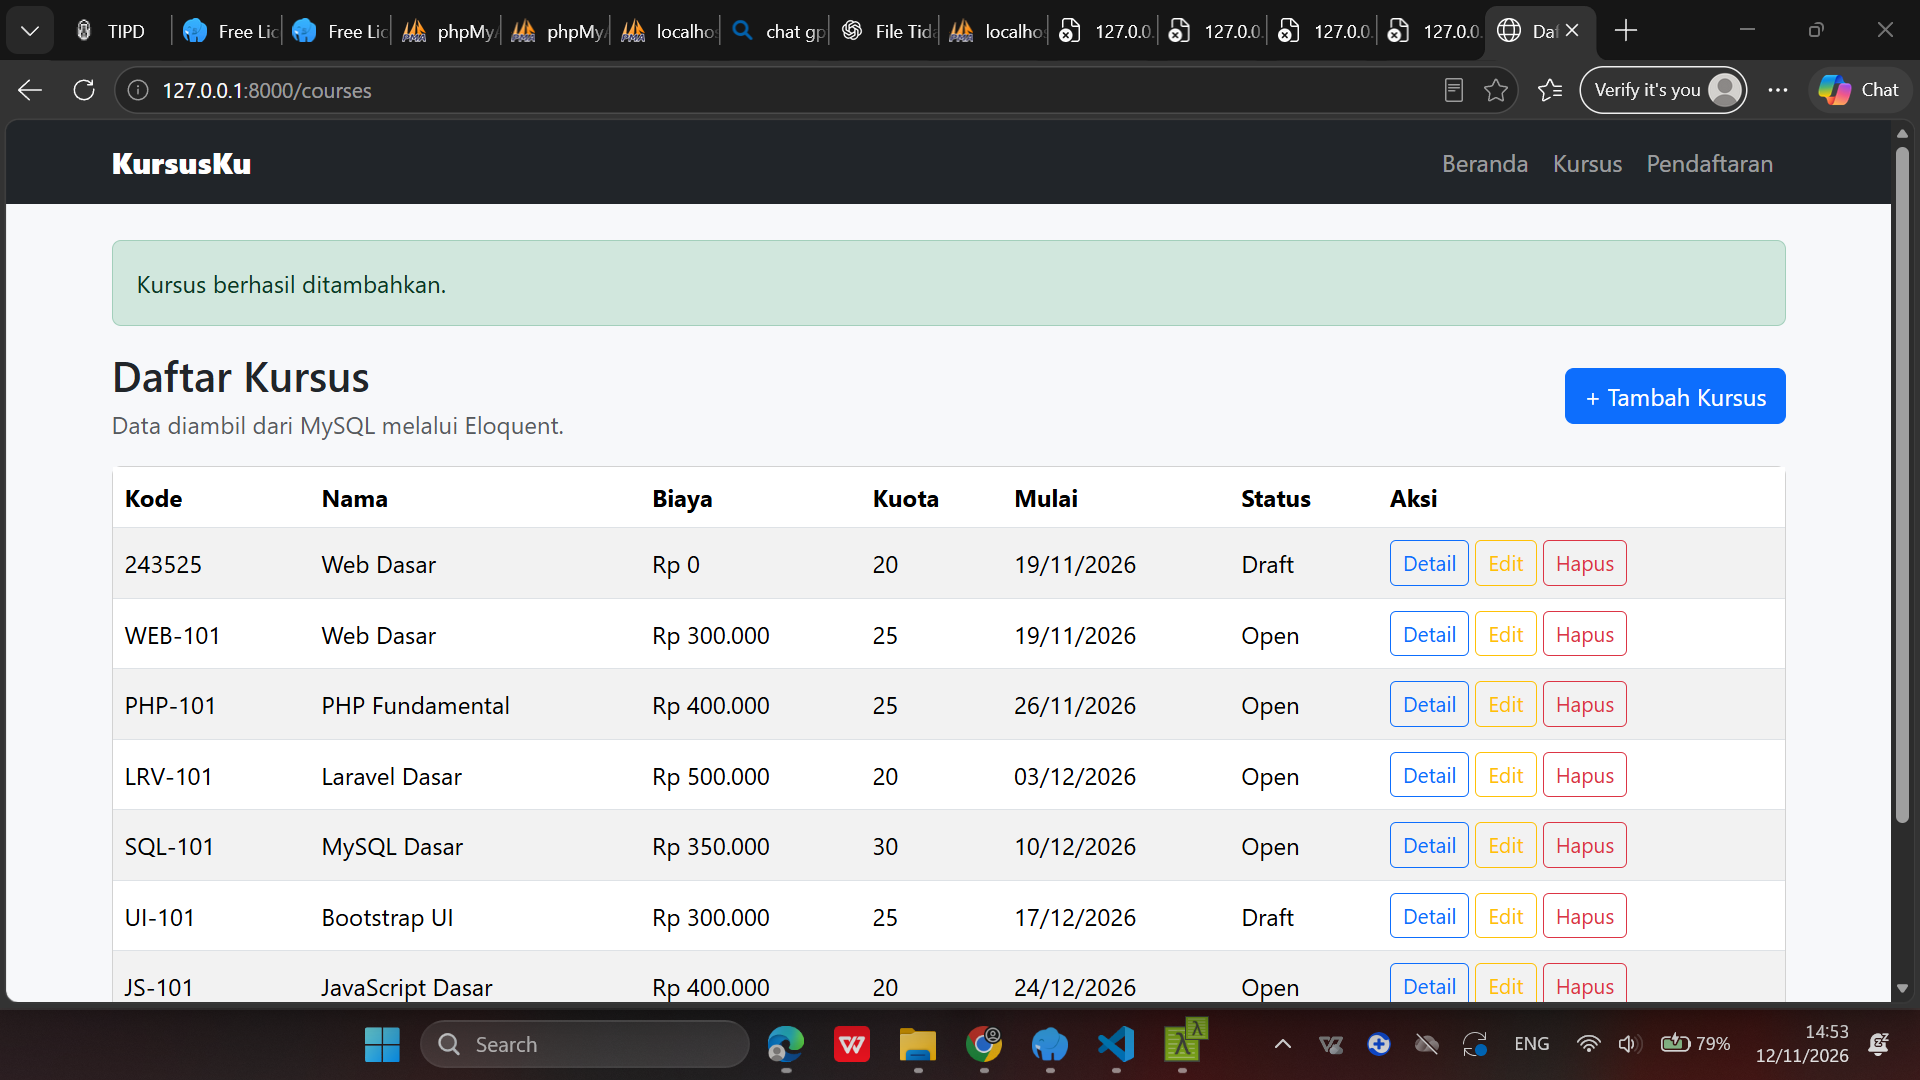 TIPD
Free Lic
Free Lic
phpMy
phpMy
localhos
chat gp
File Tida
localhos
127.0.0.
127.0.0.
127.0.0.
127.0.0.
Daf
127.0.0.1:8000/courses
Verify it's you
Chat
KursusKu
Beranda Kursus Pendaftaran
Kursus berhasil ditambahkan.
Daftar Kursus
Data diambil dari MySQL melalui Eloquent.
+ Tambah Kursus
Kode Nama Biaya Kuota Mulai Status Aksi
243525 Web Dasar Rp 0 20 19/11/2026 Draft Detail Edit Hapus
WEB-101 Web Dasar Rp 300.000 25 19/11/2026 Open Detail Edit Hapus
PHP-101 PHP Fundamental Rp 400.000 25 26/11/2026 Open Detail Edit Hapus
LRV-101 Laravel Dasar Rp 500.000 20 03/12/2026 Open Detail Edit Hapus
SQL-101 MySQL Dasar Rp 350.000 30 10/12/2026 Open Detail Edit Hapus
UI-101 Bootstrap UI Rp 300.000 25 17/12/2026 Draft Detail Edit Hapus
JS-101 JavaScript Dasar Rp 400.000 20 24/12/2026 Open Detail Edit Hapus
Search
ENG
79%
14:53
12/11/2026